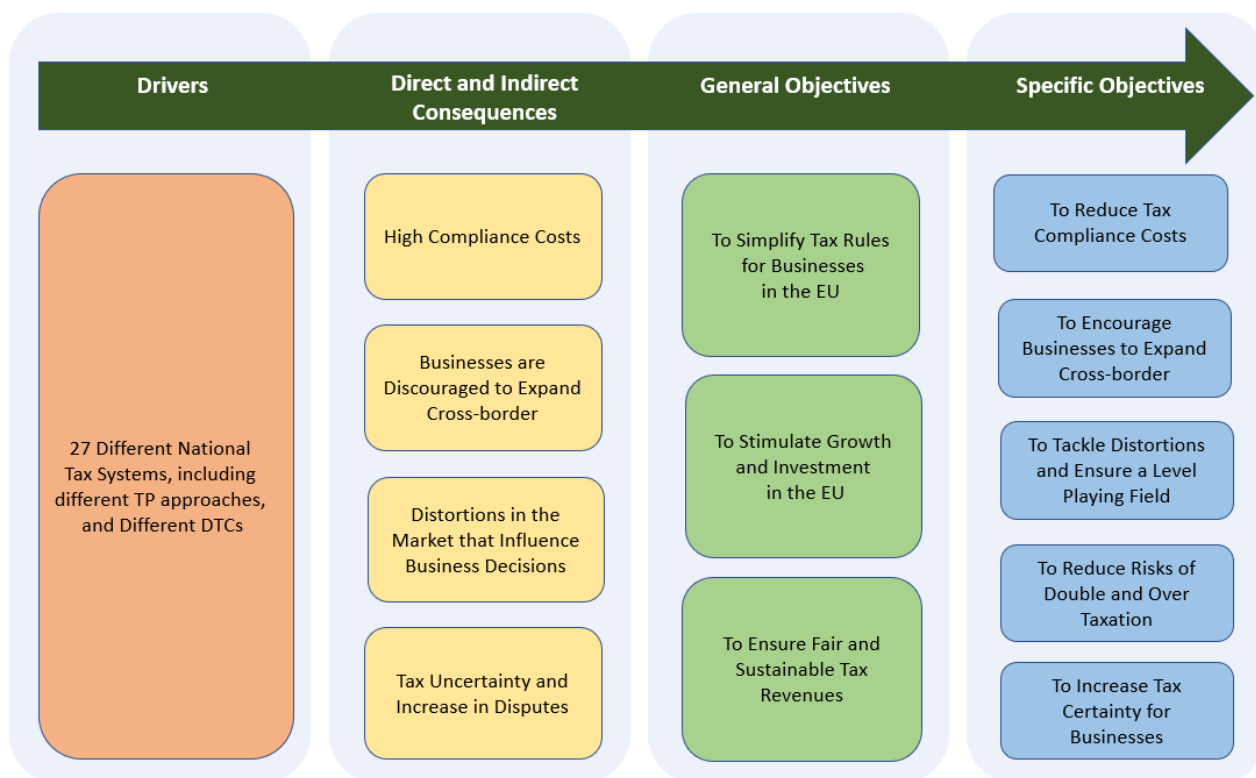 Drivers
Direct and Indirect
Consequences
General Objectives
Specific Objectives
27 Different National
Tax Systems, including
different TP approaches,
and Different DTCs
High Compliance Costs
Businesses are
Discouraged to Expand
Cross-border
Distortions in the
Market that Influence
Business Decisions
Tax Uncertainty and
Increase in Disputes
To Simplify Tax Rules
for Businesses
in the EU
To Stimulate Growth
and Investment
in the EU
To Ensure Fair and
Sustainable Tax
Revenues
To Reduce Tax
Compliance Costs
To Encourage
Businesses to Expand
Cross-border
To Tackle Distortions
and Ensure a Level
Playing Field
To Reduce Risks of
Double and Over
Taxation
To Increase Tax
Certainty for
Businesses